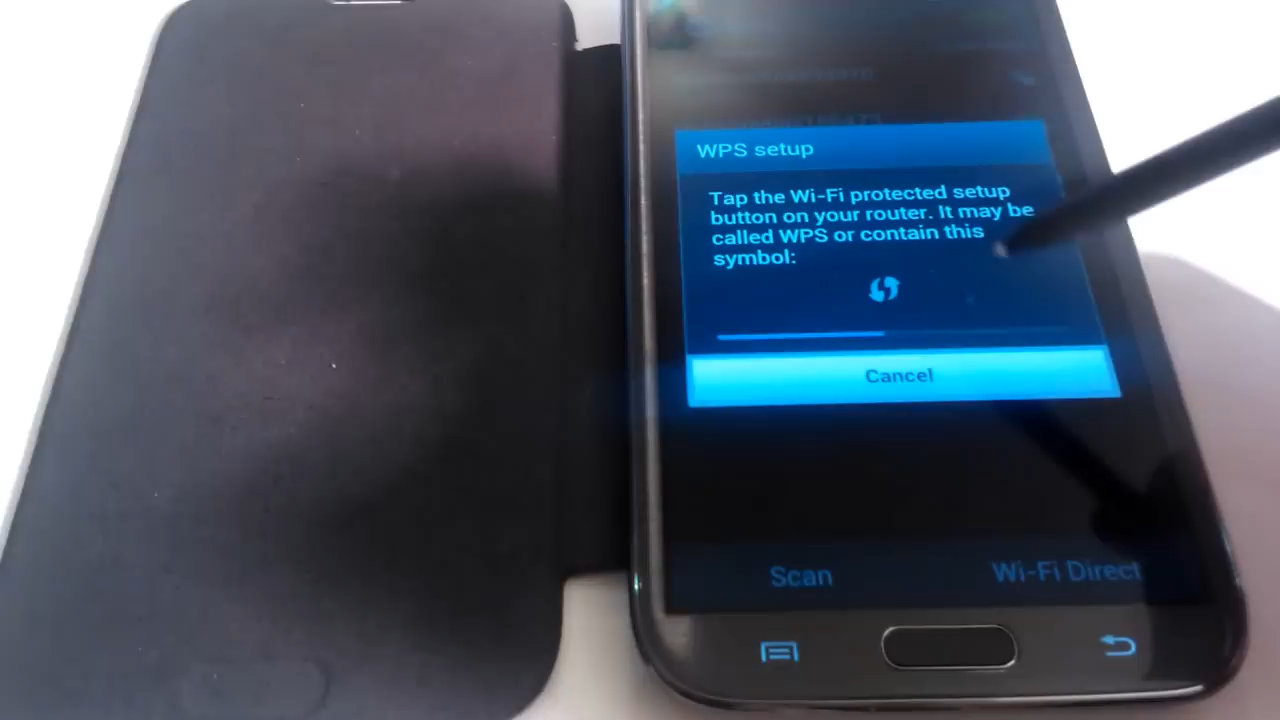 WPS setup
Tap the Wi-Fi protected setup
button on your router. It may be
called WPS or contain this
symbol:
Cancel
Scan
Wi-Fi Direct